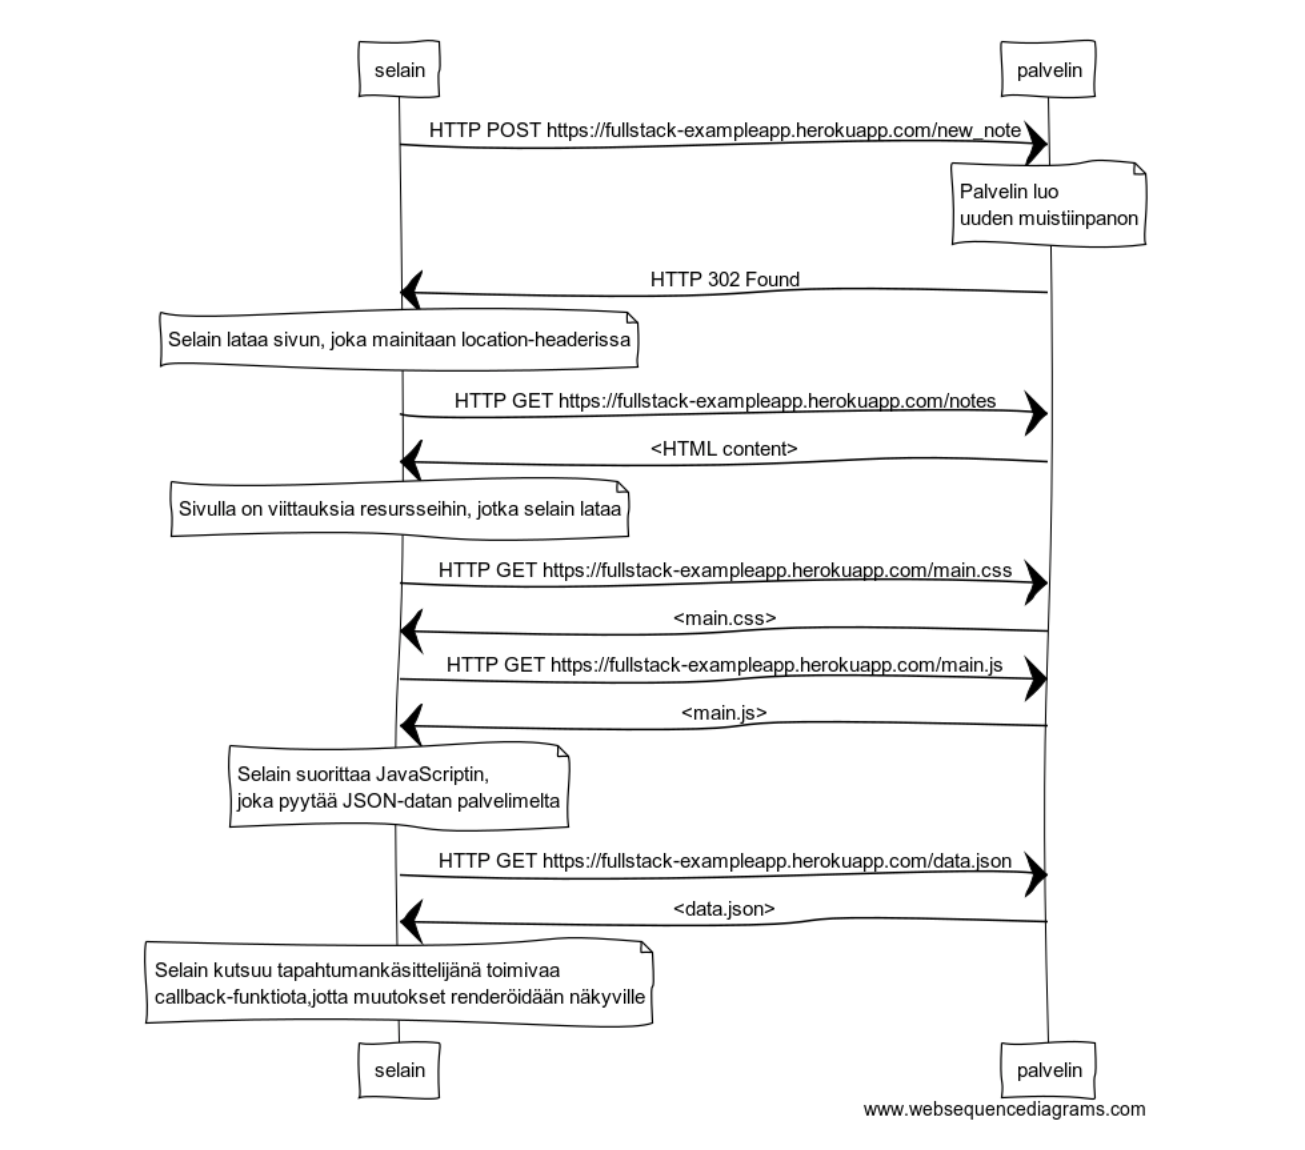 selain
palvelin
HTTP POST https://fullstack-exampleapp.herokuapp.com/new_note
Palvelin luo
uuden muistiinpanon
HTTP 302 Found
Selain lataa sivun, joka mainitaan location-headerissa
HTTP GET https://fullstack-exampleapp.herokuapp.com/notes
<HTML content>
Sivulla on viittauksia resursseihin, jotka selain lataa
HTTP GET https://fullstack-exampleapp.herokuapp.com/main.css
<main.css>
HTTP GET https://fullstack-exampleapp.herokuapp.com/main.js
<main.js>
Selain suorittaa JavaScriptin,
joka pyytää JSON-datan palvelimelta
HTTP GET https://fullstack-exampleapp.herokuapp.com/data.json
<data.json>
Selain kutsuu tapahtumankäsittelijänä toimivaa
callback-funktiota,jotta muutokset renderöidään näkyville
selain
palvelin
www.websequencediagrams.com